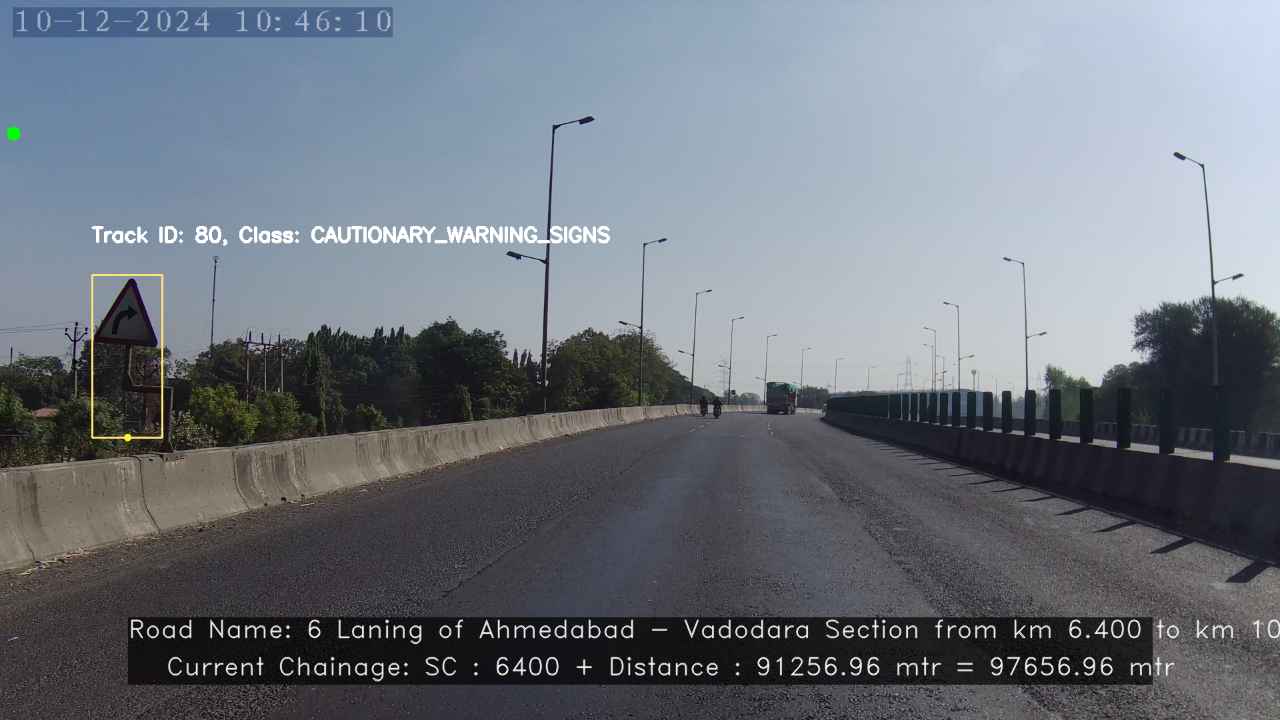 10-12-2024 10:46:10
Track ID: 80, Class: CAUTIONARY_WARNING_SIGNS
Road Name: 6 Laning of Ahmedabad - Vadodara Section from km 6.400 to km 10
Current Chainage: SC : 6400 + Distance : 91256.96 mtr = 97656.96 mtr